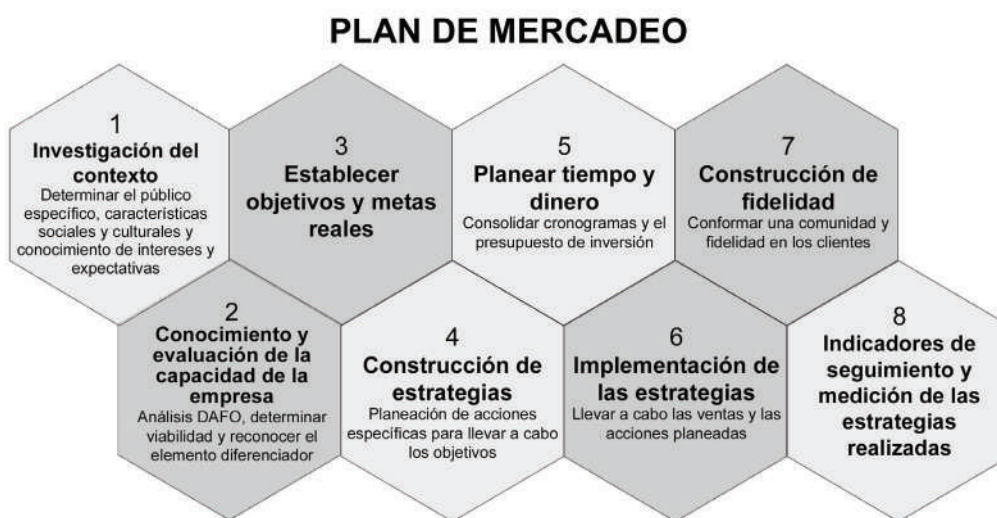 PLAN DE MERCADEO
1
Investigación del
contexto
Determinar el público
específico, características
sociales y culturales y
conocimiento de intereses y
expectativas
2
Conocimiento y
evaluación de la
capacidad de la
empresa
Análisis DAFO, determinar
viabilidad y reconocer el
elemento diferenciador
3
Establecer
objetivos y metas
reales
4
Construcción de
estrategias
Planeación de acciones
específicas para llevar a cabo
los objetivos
5
Planear tiempo y
dinero
Consolidar cronogramas y el
presupuesto de inversión
6
Implementación de
las estrategias
Llevar a cabo las ventas y las
acciones planeadas
7
Construcción de
fidelidad
Conformar una comunidad y
fidelidad en los clientes
8
Indicadores de
seguimiento y
medición de las
estrategias
realizadas